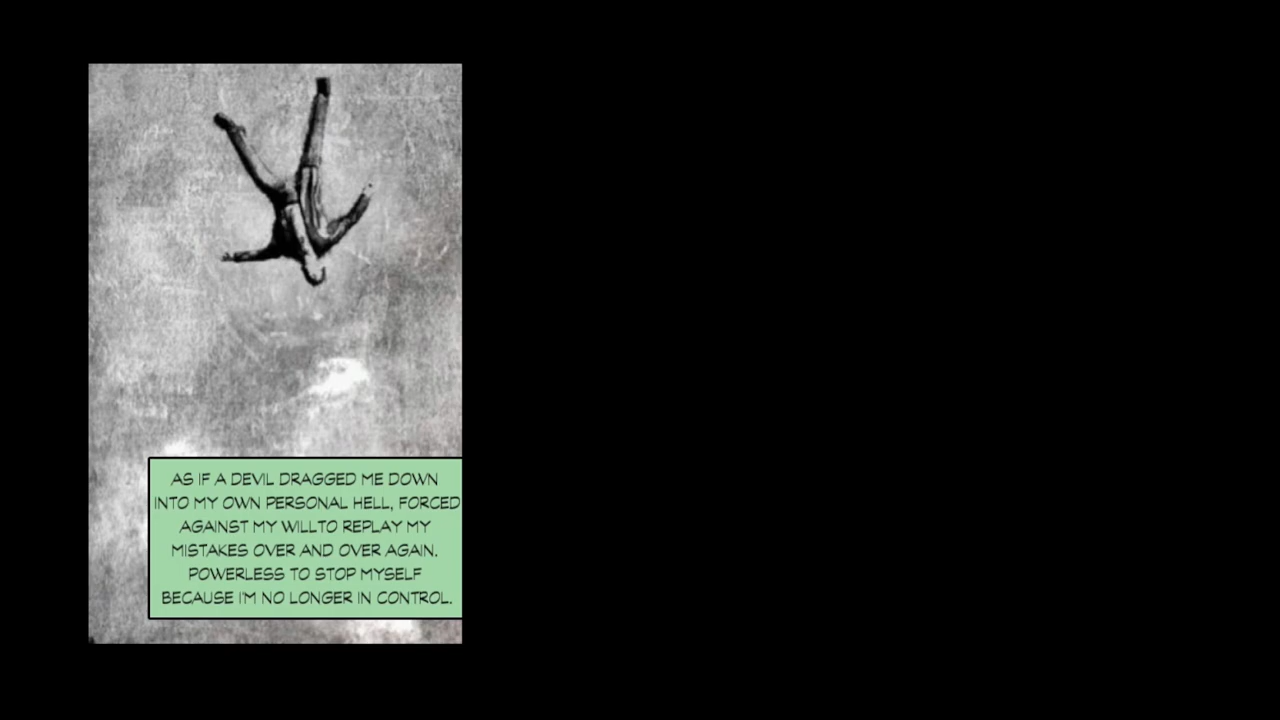 AS IF A DEVIL DRAGGED ME DOWN
INTO MY OWN PERSONAL HELL, FORCED
AGAINST MY WILLTO REPLAY MY
MISTAKES OVER AND OVER AGAIN.
POWERLESS TO STOP MYSELF
BECAUSE I'M NO LONGER IN CONTROL.